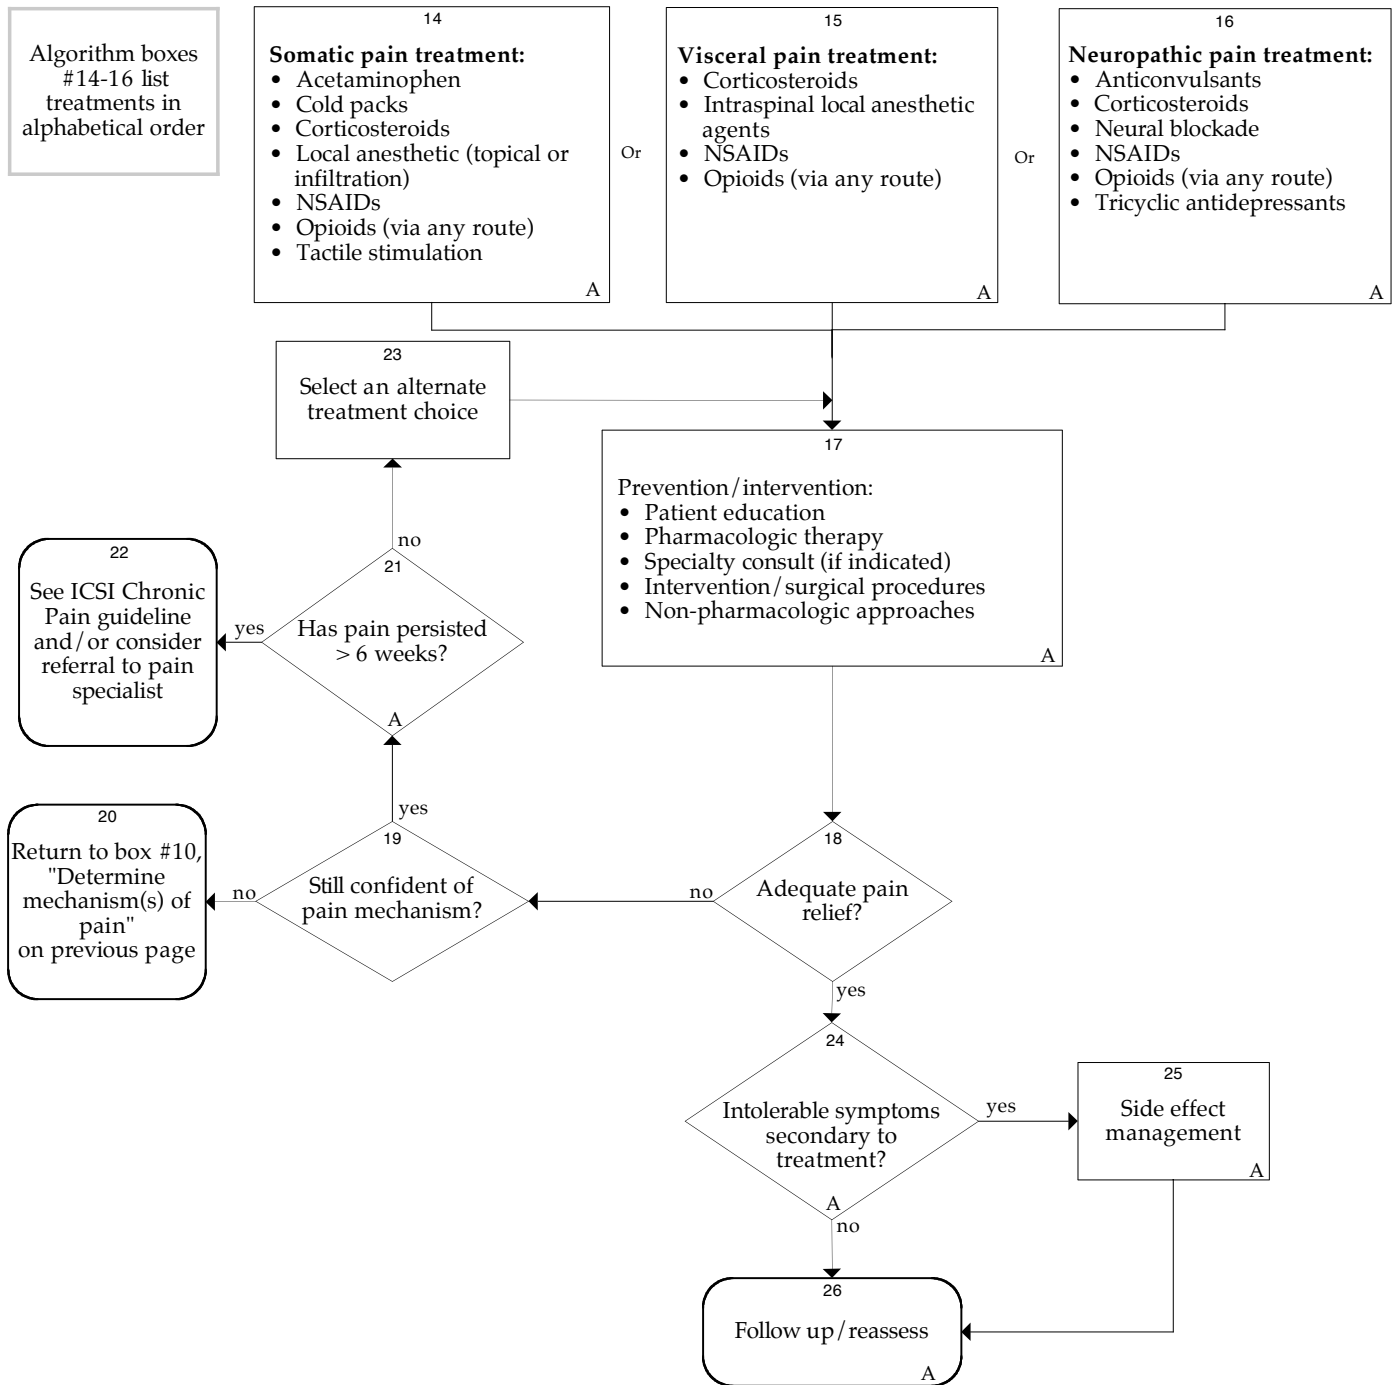 Algorithm boxes
#14-16 list
treatments in
alphabetical order
14
Somatic pain treatment:
• Acetaminophen
• Cold packs
• Corticosteroids
• Local anesthetic (topical or
infiltration)
• NSAIDs
• Opioids (via any route)
• Tactile stimulation
A
Or
15
Visceral pain treatment:
• Corticosteroids
• Intraspinal local anesthetic
agents
• NSAIDs
• Opioids (via any route)
A
Or
16
Neuropathic pain treatment:
• Anticonvulsants
• Corticosteroids
• Neural blockade
• NSAIDs
• Opioids (via any route)
• Tricyclic antidepressants
A
23
Select an alternate
treatment choice
17
Prevention/intervention:
• Patient education
• Pharmacologic therapy
• Specialty consult (if indicated)
• Intervention/surgical procedures
• Non-pharmacologic approaches
A
22
See ICSI Chronic
Pain guideline
and/or consider
referral to pain
specialist
yes
no
21
Has pain persisted
> 6 weeks?
A
20
Return to box #10,
"Determine
mechanism(s) of
pain"
on previous page
no
yes
19
Still confident of
pain mechanism?
no
18
Adequate pain
relief?
yes
24
Intolerable symptoms
secondary to
treatment?
A
yes
25
Side effect
management
A
no
26
Follow up/reassess
A